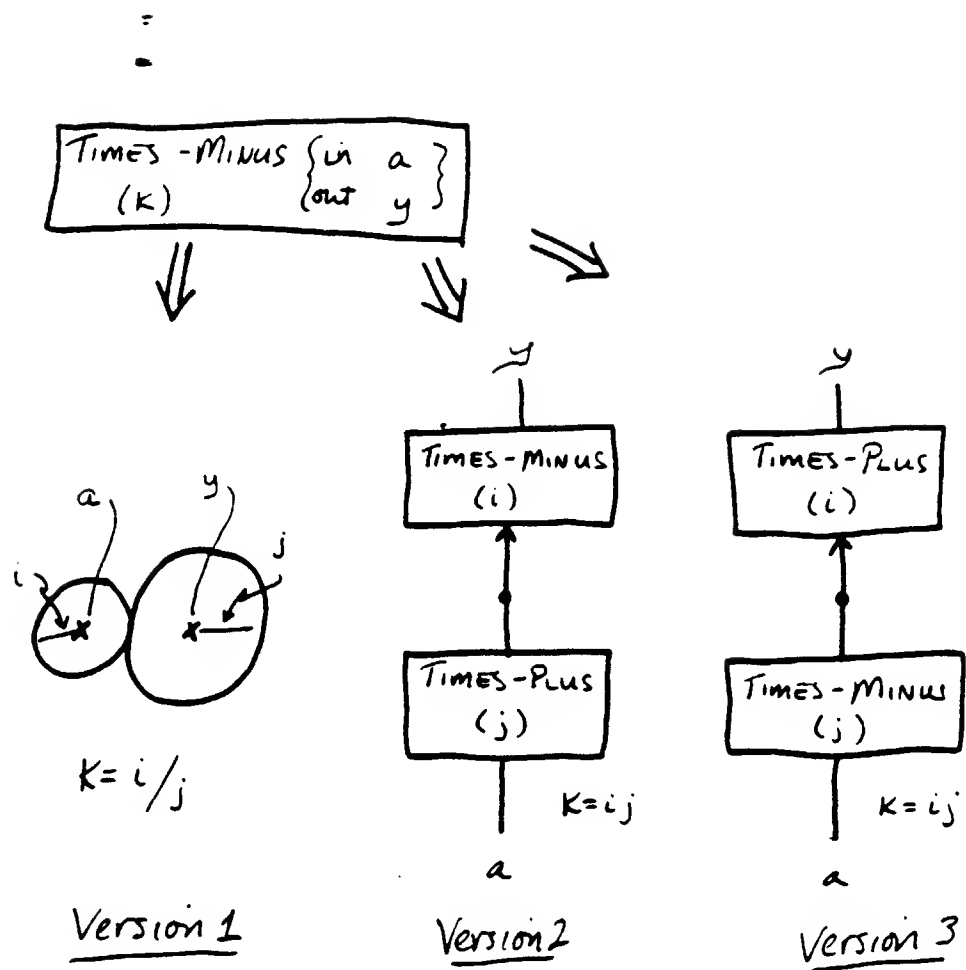 TIMES-MINUS {in a}
(K) {out y}
a y
i j
K= i/j
Version 1
y
TIMES-MINUS
(i)
TIMES-PLUS
(j)
K=ij
a
Version 2
y
TIMES-PLUS
(i)
TIMES-MINUS
(j)
K=ij
a
Version 3